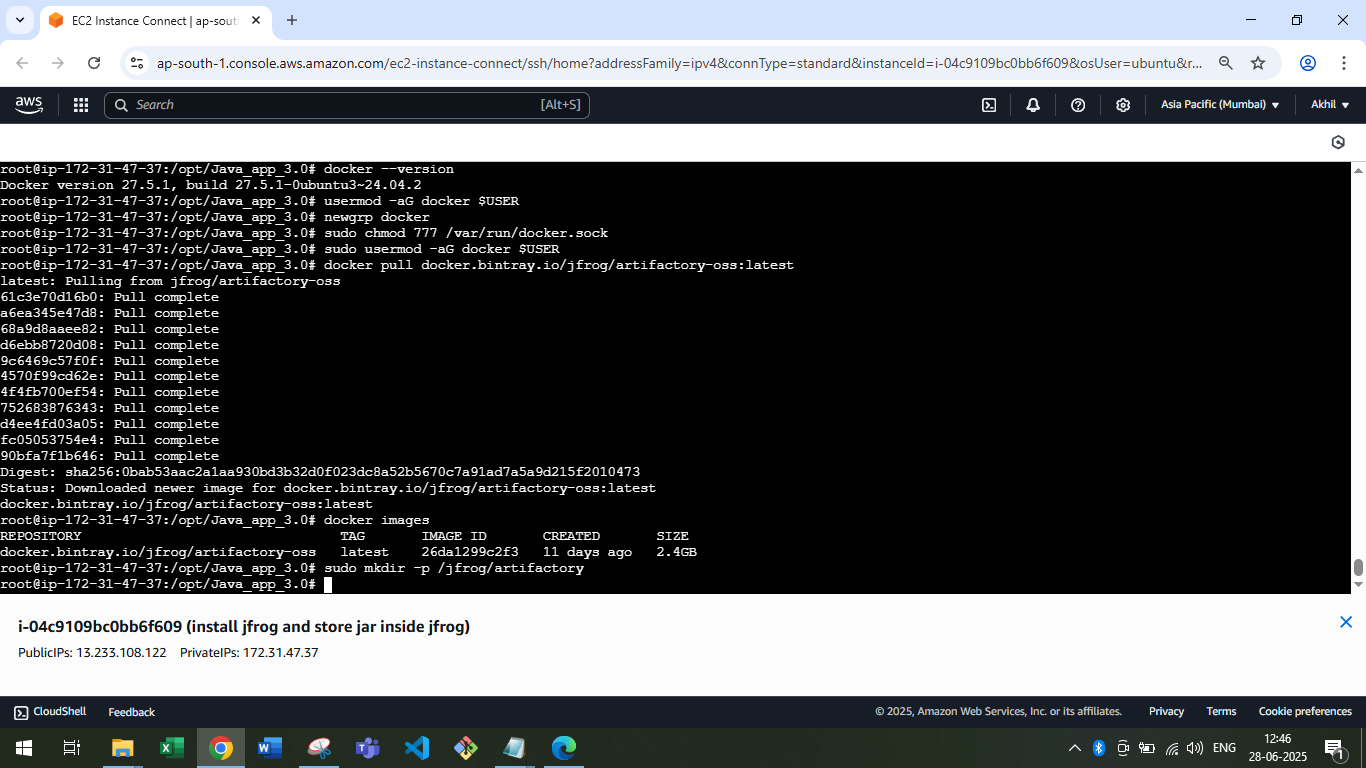 EC2 Instance Connect | ap-sout
ap-south-1.console.aws.amazon.com/ec2-instance-connect/ssh/home?addressFamily=ipv4&connType=standard&instanceId=i-04c9109bc0bb6f609&osUser=ubuntu&r...
aws
Search
[Alt+S]
Asia Pacific (Mumbai)
Akhil
root@ip-172-31-47-37:/opt/Java_app_3.0# docker --version
Docker version 27.5.1, build 27.5.1-0ubuntu3~24.04.2
root@ip-172-31-47-37:/opt/Java_app_3.0# usermod -aG docker $USER
root@ip-172-31-47-37:/opt/Java_app_3.0# newgrp docker
root@ip-172-31-47-37:/opt/Java_app_3.0# sudo chmod 777 /var/run/docker.sock
root@ip-172-31-47-37:/opt/Java_app_3.0# sudo usermod -aG docker $USER
root@ip-172-31-47-37:/opt/Java_app_3.0# docker pull docker.bintray.io/jfrog/artifactory-oss:latest
latest: Pulling from jfrog/artifactory-oss
61c3e70d16b0: Pull complete
a6ea345e47d8: Pull complete
68a9d8aaee82: Pull complete
d6ebb8720d08: Pull complete
9c6469c57f0f: Pull complete
4570f99cd62e: Pull complete
4f4fb700ef54: Pull complete
752683876343: Pull complete
d4ee4fd03a05: Pull complete
fc05053754e4: Pull complete
90bfa7f1b646: Pull complete
Digest: sha256:0bab53aac2a1aa930bd3b32d0f023dc8a52b5670c7a91ad7a5a9d215f2010473
Status: Downloaded newer image for docker.bintray.io/jfrog/artifactory-oss:latest
docker.bintray.io/jfrog/artifactory-oss:latest
root@ip-172-31-47-37:/opt/Java_app_3.0# docker images
REPOSITORY TAG IMAGE ID CREATED SIZE
docker.bintray.io/jfrog/artifactory-oss latest 26da1299c2f3 11 days ago 2.4GB
root@ip-172-31-47-37:/opt/Java_app_3.0# sudo mkdir -p /jfrog/artifactory
root@ip-172-31-47-37:/opt/Java_app_3.0#
i-04c9109bc0bb6f609 (install jfrog and store jar inside jfrog)
PublicIPs: 13.233.108.122 PrivateIPs: 172.31.47.37
CloudShell Feedback © 2025, Amazon Web Services, Inc. or its affiliates. Privacy Terms Cookie preferences
ENG
12:46
28-06-2025
1